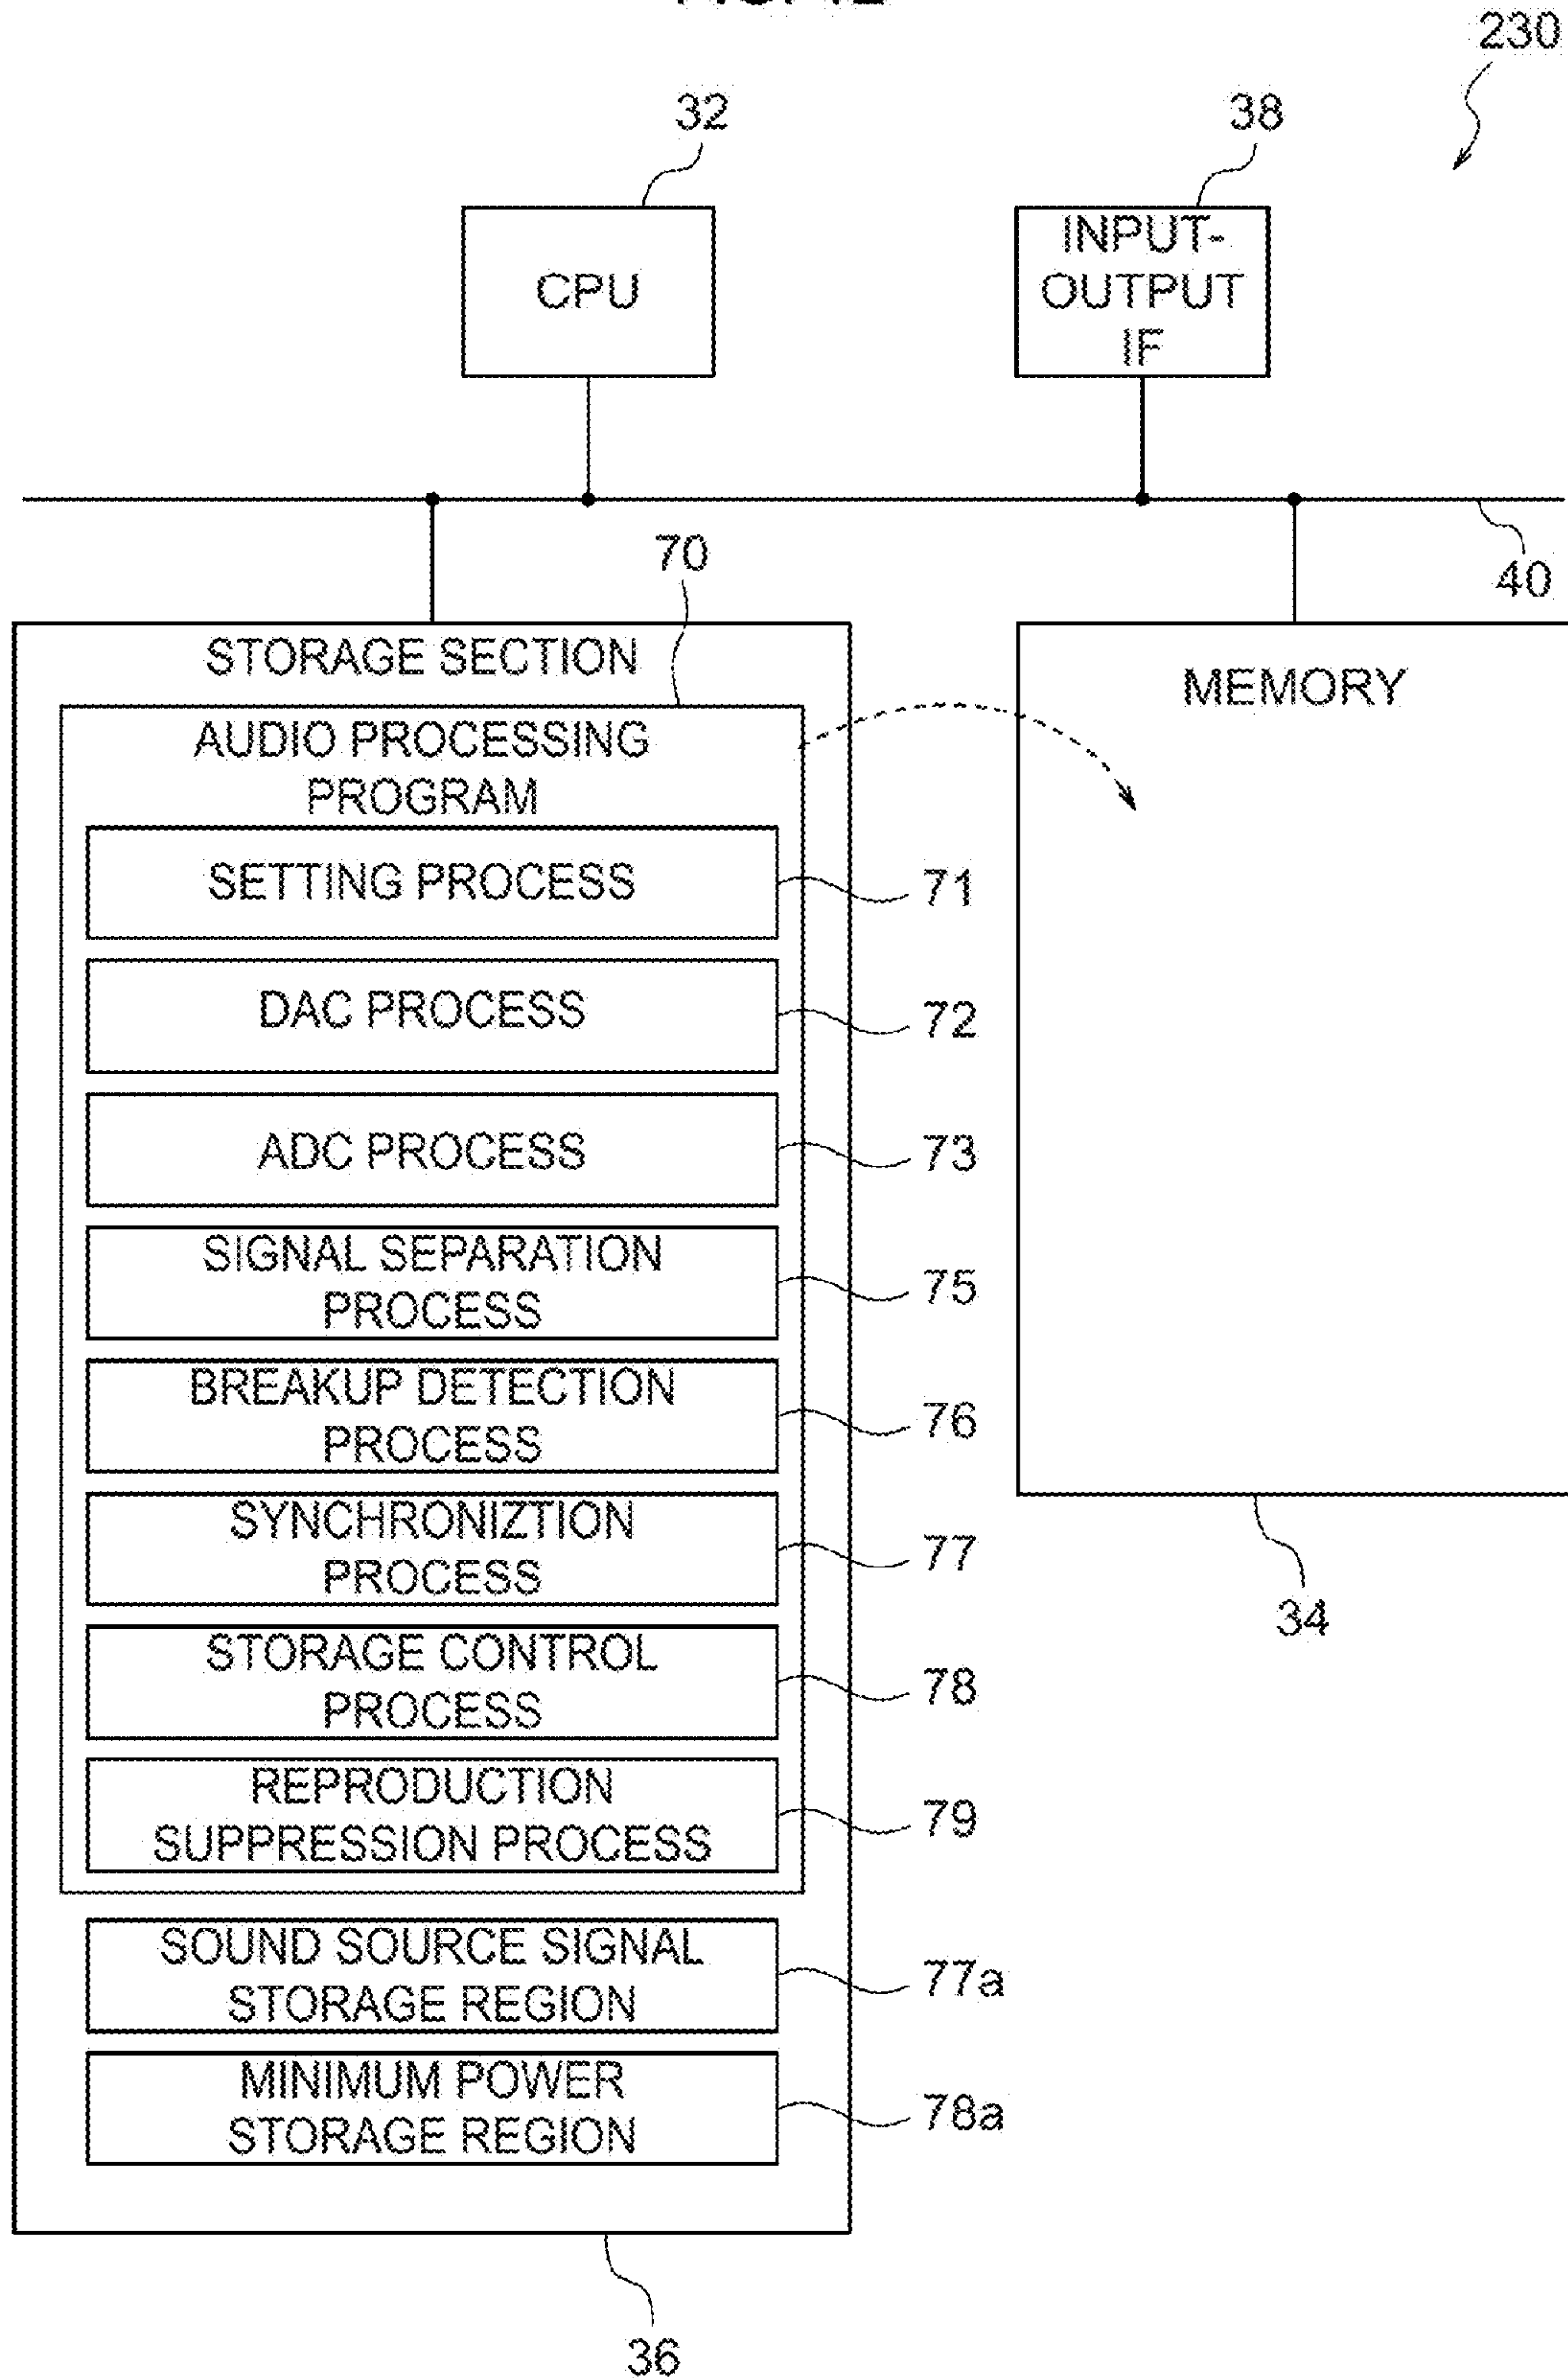 230
32
38
CPU
INPUT-
OUTPUT
IF
40
70
STORAGE SECTION
AUDIO PROCESSING
PROGRAM
SETTING PROCESS
71
DAC PROCESS
72
ADC PROCESS
73
SIGNAL SEPARATION
PROCESS
75
BREAKUP DETECTION
PROCESS
76
SYNCHRONIZTION
PROCESS
77
STORAGE CONTROL
PROCESS
78
REPRODUCTION
SUPPRESSION PROCESS
79
SOUND SOURCE SIGNAL
STORAGE REGION
77a
MINIMUM POWER
STORAGE REGION
78a
36
MEMORY
34